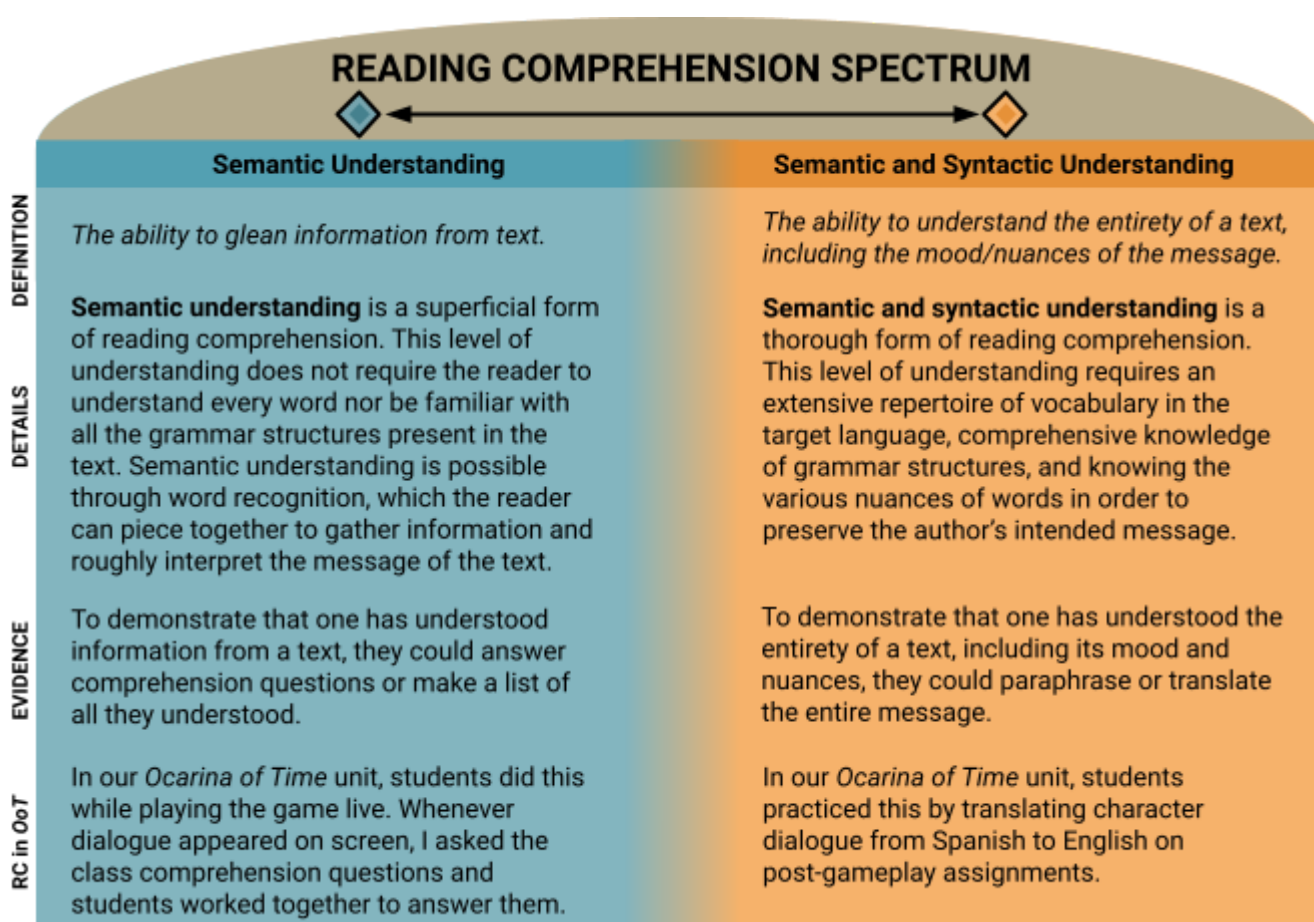 READING COMPREHENSION SPECTRUM
Semantic Understanding
Semantic and Syntactic Understanding
DEFINITION
The ability to glean information from text.
The ability to understand the entirety of a text,
including the mood/nuances of the message.
DETAILS
Semantic understanding is a superficial form
of reading comprehension. This level of
understanding does not require the reader to
understand every word nor be familiar with
all the grammar structures present in the
text. Semantic understanding is possible
through word recognition, which the reader
can piece together to gather information and
roughly interpret the message of the text.
Semantic and syntactic understanding is a
thorough form of reading comprehension.
This level of understanding requires an
extensive repertoire of vocabulary in the
target language, comprehensive knowledge
of grammar structures, and knowing the
various nuances of words in order to
preserve the author's intended message.
EVIDENCE
To demonstrate that one has understood
information from a text, they could answer
comprehension questions or make a list of
all they understood.
To demonstrate that one has understood the
entirety of a text, including its mood and
nuances, they could paraphrase or translate
the entire message.
RC in OoT
In our Ocarina of Time unit, students did this
while playing the game live. Whenever
dialogue appeared on screen, I asked the
class comprehension questions and
students worked together to answer them.
In our Ocarina of Time unit, students
practiced this by translating character
dialogue from Spanish to English on
post-gameplay assignments.